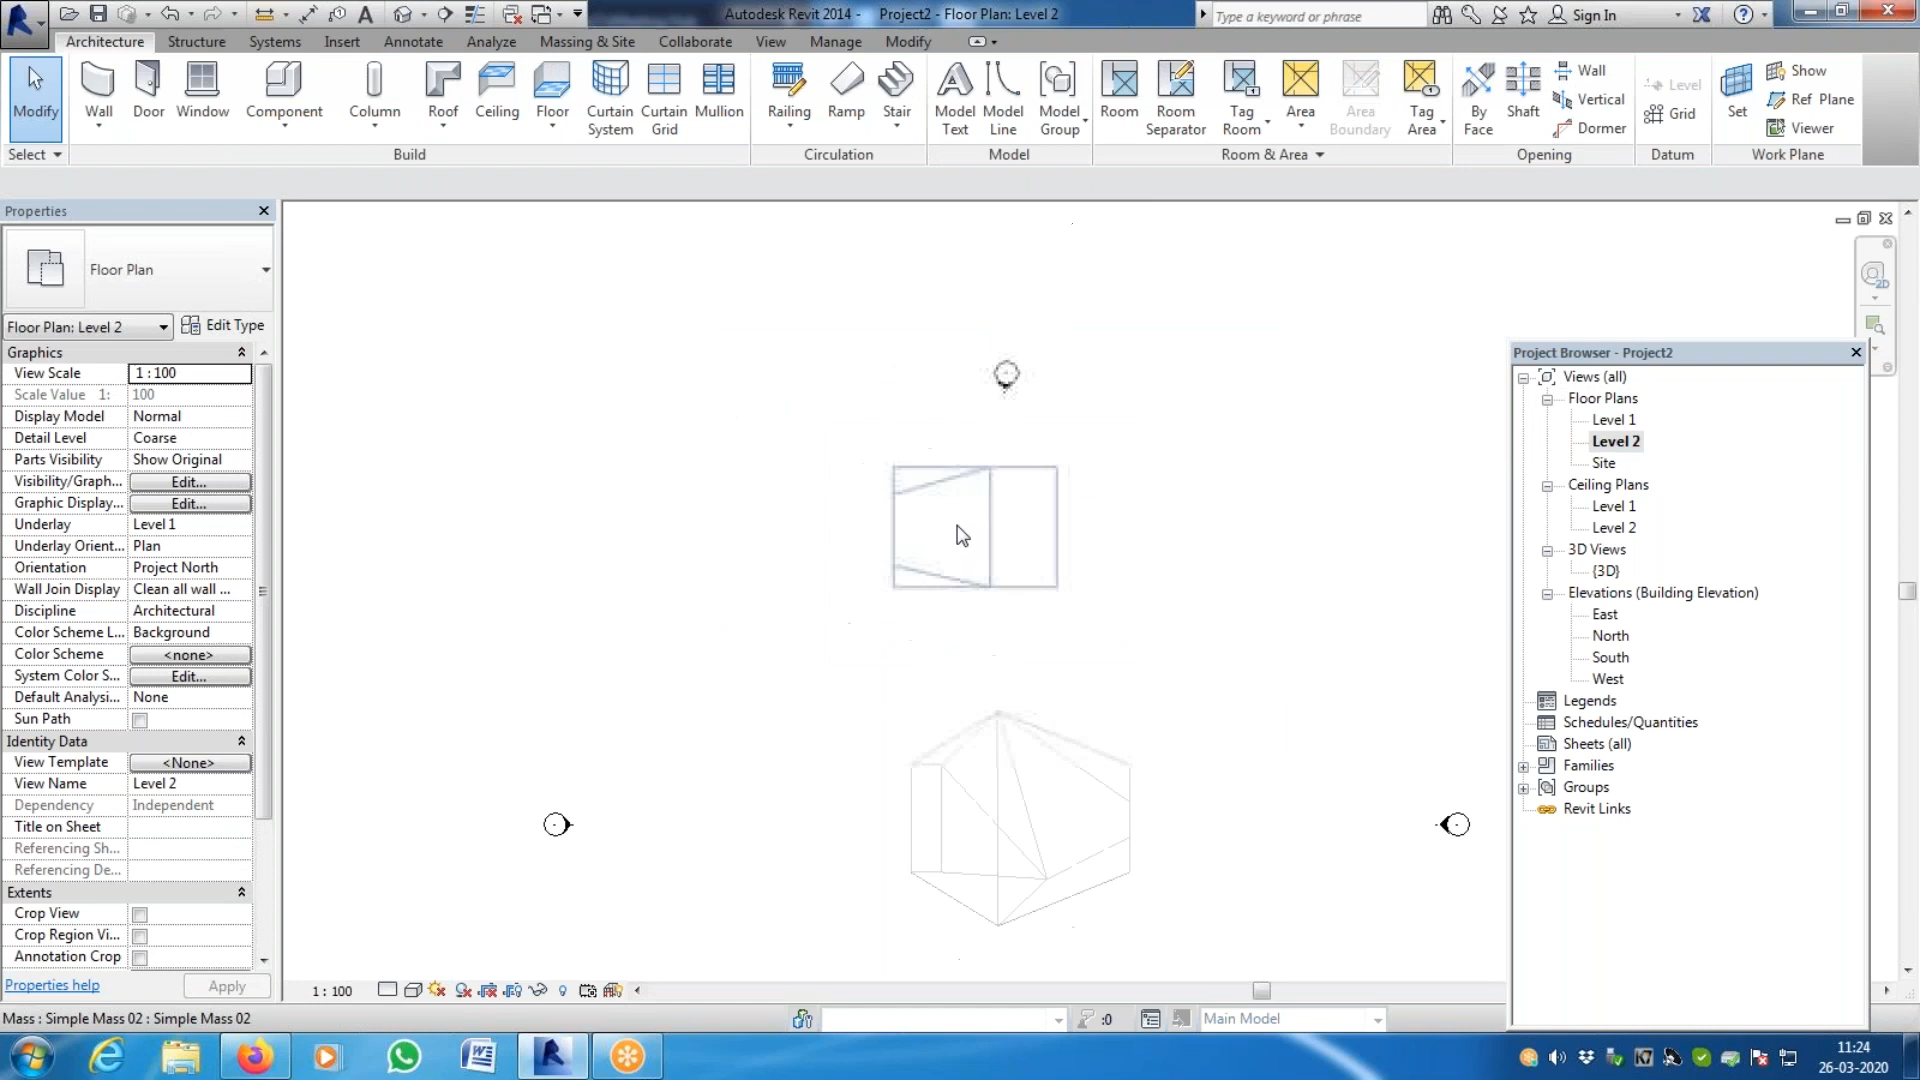 Autodesk Revit 2014 - Project2 - Floor Plan: Level 2
Type a keyword or phrase
Sign In
Architecture Structure Systems Insert Annotate Analyze Massing & Site Collaborate View Manage Modify
Modify
Wall
Door
Window
Component
Column
Roof
Ceiling
Floor
Curtain System
Curtain Grid
Mullion
Railing
Ramp
Stair
Model Text
Model Line
Model Group
Room
Room Separator
Tag Room
Area
Area Boundary
Tag Area
By Face
Shaft
Wall
Vertical
Dormer
Level
Grid
Set
Show
Ref Plane
Viewer
Select Build Circulation Model Room & Area Opening Datum Work Plane
Properties
Floor Plan
Floor Plan: Level 2 Edit Type
Graphics
View Scale 1 : 100
Scale Value 1: 100
Display Model Normal
Detail Level Coarse
Parts Visibility Show Original
Visibility/Graph... Edit...
Graphic Display... Edit...
Underlay Level 1
Underlay Orient... Plan
Orientation Project North
Wall Join Display Clean all wall ...
Discipline Architectural
Color Scheme L... Background
Color Scheme <none>
System Color S... Edit...
Default Analysi... None
Sun Path
Identity Data
View Template <None>
View Name Level 2
Dependency Independent
Title on Sheet
Referencing Sh...
Referencing De...
Extents
Crop View
Crop Region Vi...
Annotation Crop
Properties help Apply
2D
Project Browser - Project2
Views (all)
Floor Plans
Level 1
Level 2
Site
Ceiling Plans
Level 1
Level 2
3D Views
{3D}
Elevations (Building Elevation)
East
North
South
West
Legends
Schedules/Quantities
Sheets (all)
Families
Groups
Revit Links
1 : 100
Mass : Simple Mass 02 : Simple Mass 02
:0
Main Model
11:24
26-03-2020